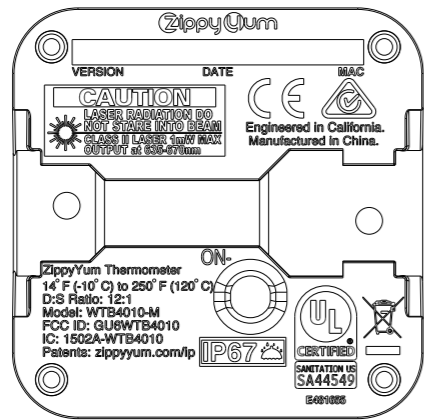 ZippyYum
VERSION DATE MAC
CAUTION
LASER RADIATION DO
NOT STARE INTO BEAM
CLASS II LASER 1mW MAX
OUTPUT at 635-670nm
CE
Engineered in California.
Manufactured in China.
ON-
ZippyYum Thermometer
14°F (-10°C) to 250°F (120°C)
D:S Ratio: 12:1
Model: WTB4010-M
FCC ID: GU6WTB4010
IC: 1502A-WTB4010
Patents: zippyyum.com/ip
IP67
UL
CERTIFIED
SANITATION US
SA44549
E481655